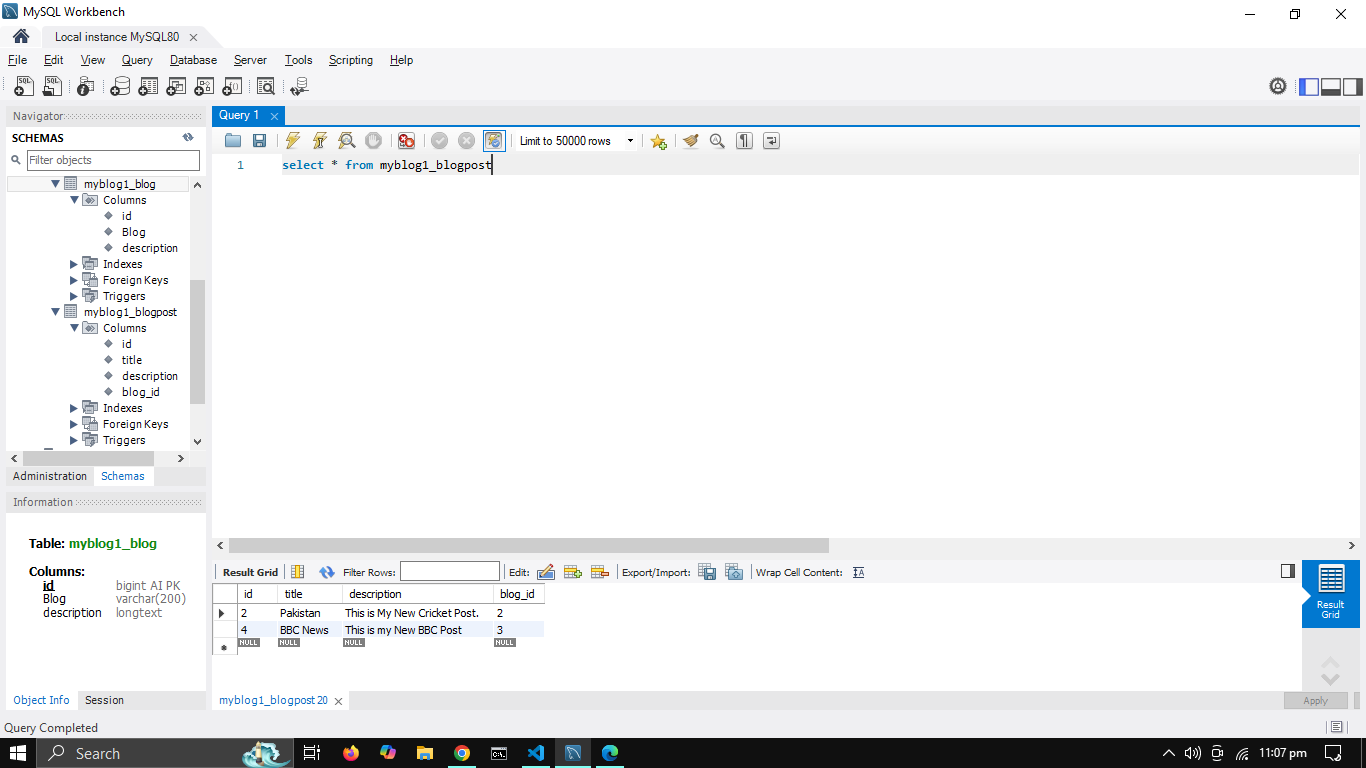 MySQL Workbench
Local instance MySQL80
File Edit View Query Database Server Tools Scripting Help
Navigator
SCHEMAS
Filter objects
myblog1_blog
Columns
id
Blog
description
Indexes
Foreign Keys
Triggers
myblog1_blogpost
Columns
id
title
description
blog_id
Indexes
Foreign Keys
Triggers
Administration Schemas
Information
Table: myblog1_blog
Columns:
id bigint AI PK
Blog varchar(200)
description longtext
Object Info Session
Query 1
Limit to 50000 rows
1 select * from myblog1_blogpost
Result Grid Filter Rows: Edit: Export/Import: Wrap Cell Content:
id title description blog_id
2 Pakistan This is My New Cricket Post. 2
4 BBC News This is my New BBC Post 3
NULL NULL NULL NULL
Result
Grid
myblog1_blogpost 20
Apply
Query Completed
Search
11:07 pm